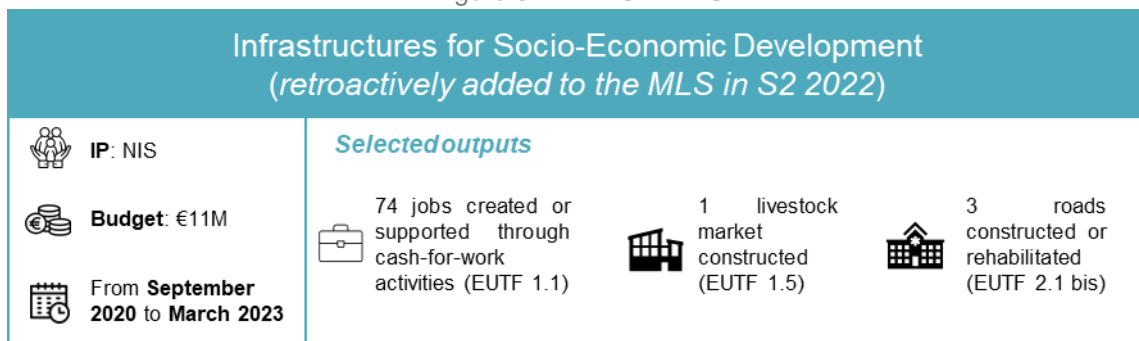 Infrastructures for Socio-Economic Development
(retroactively added to the MLS in S2 2022)
IP: NIS
Budget: €11M
From September
2020 to March 2023
Selected outputs
74 jobs created or
supported through
cash-for-work
activities (EUTF 1.1)
1 livestock
market
constructed
(EUTF 1.5)
3 roads
constructed or
rehabilitated
(EUTF 2.1 bis)